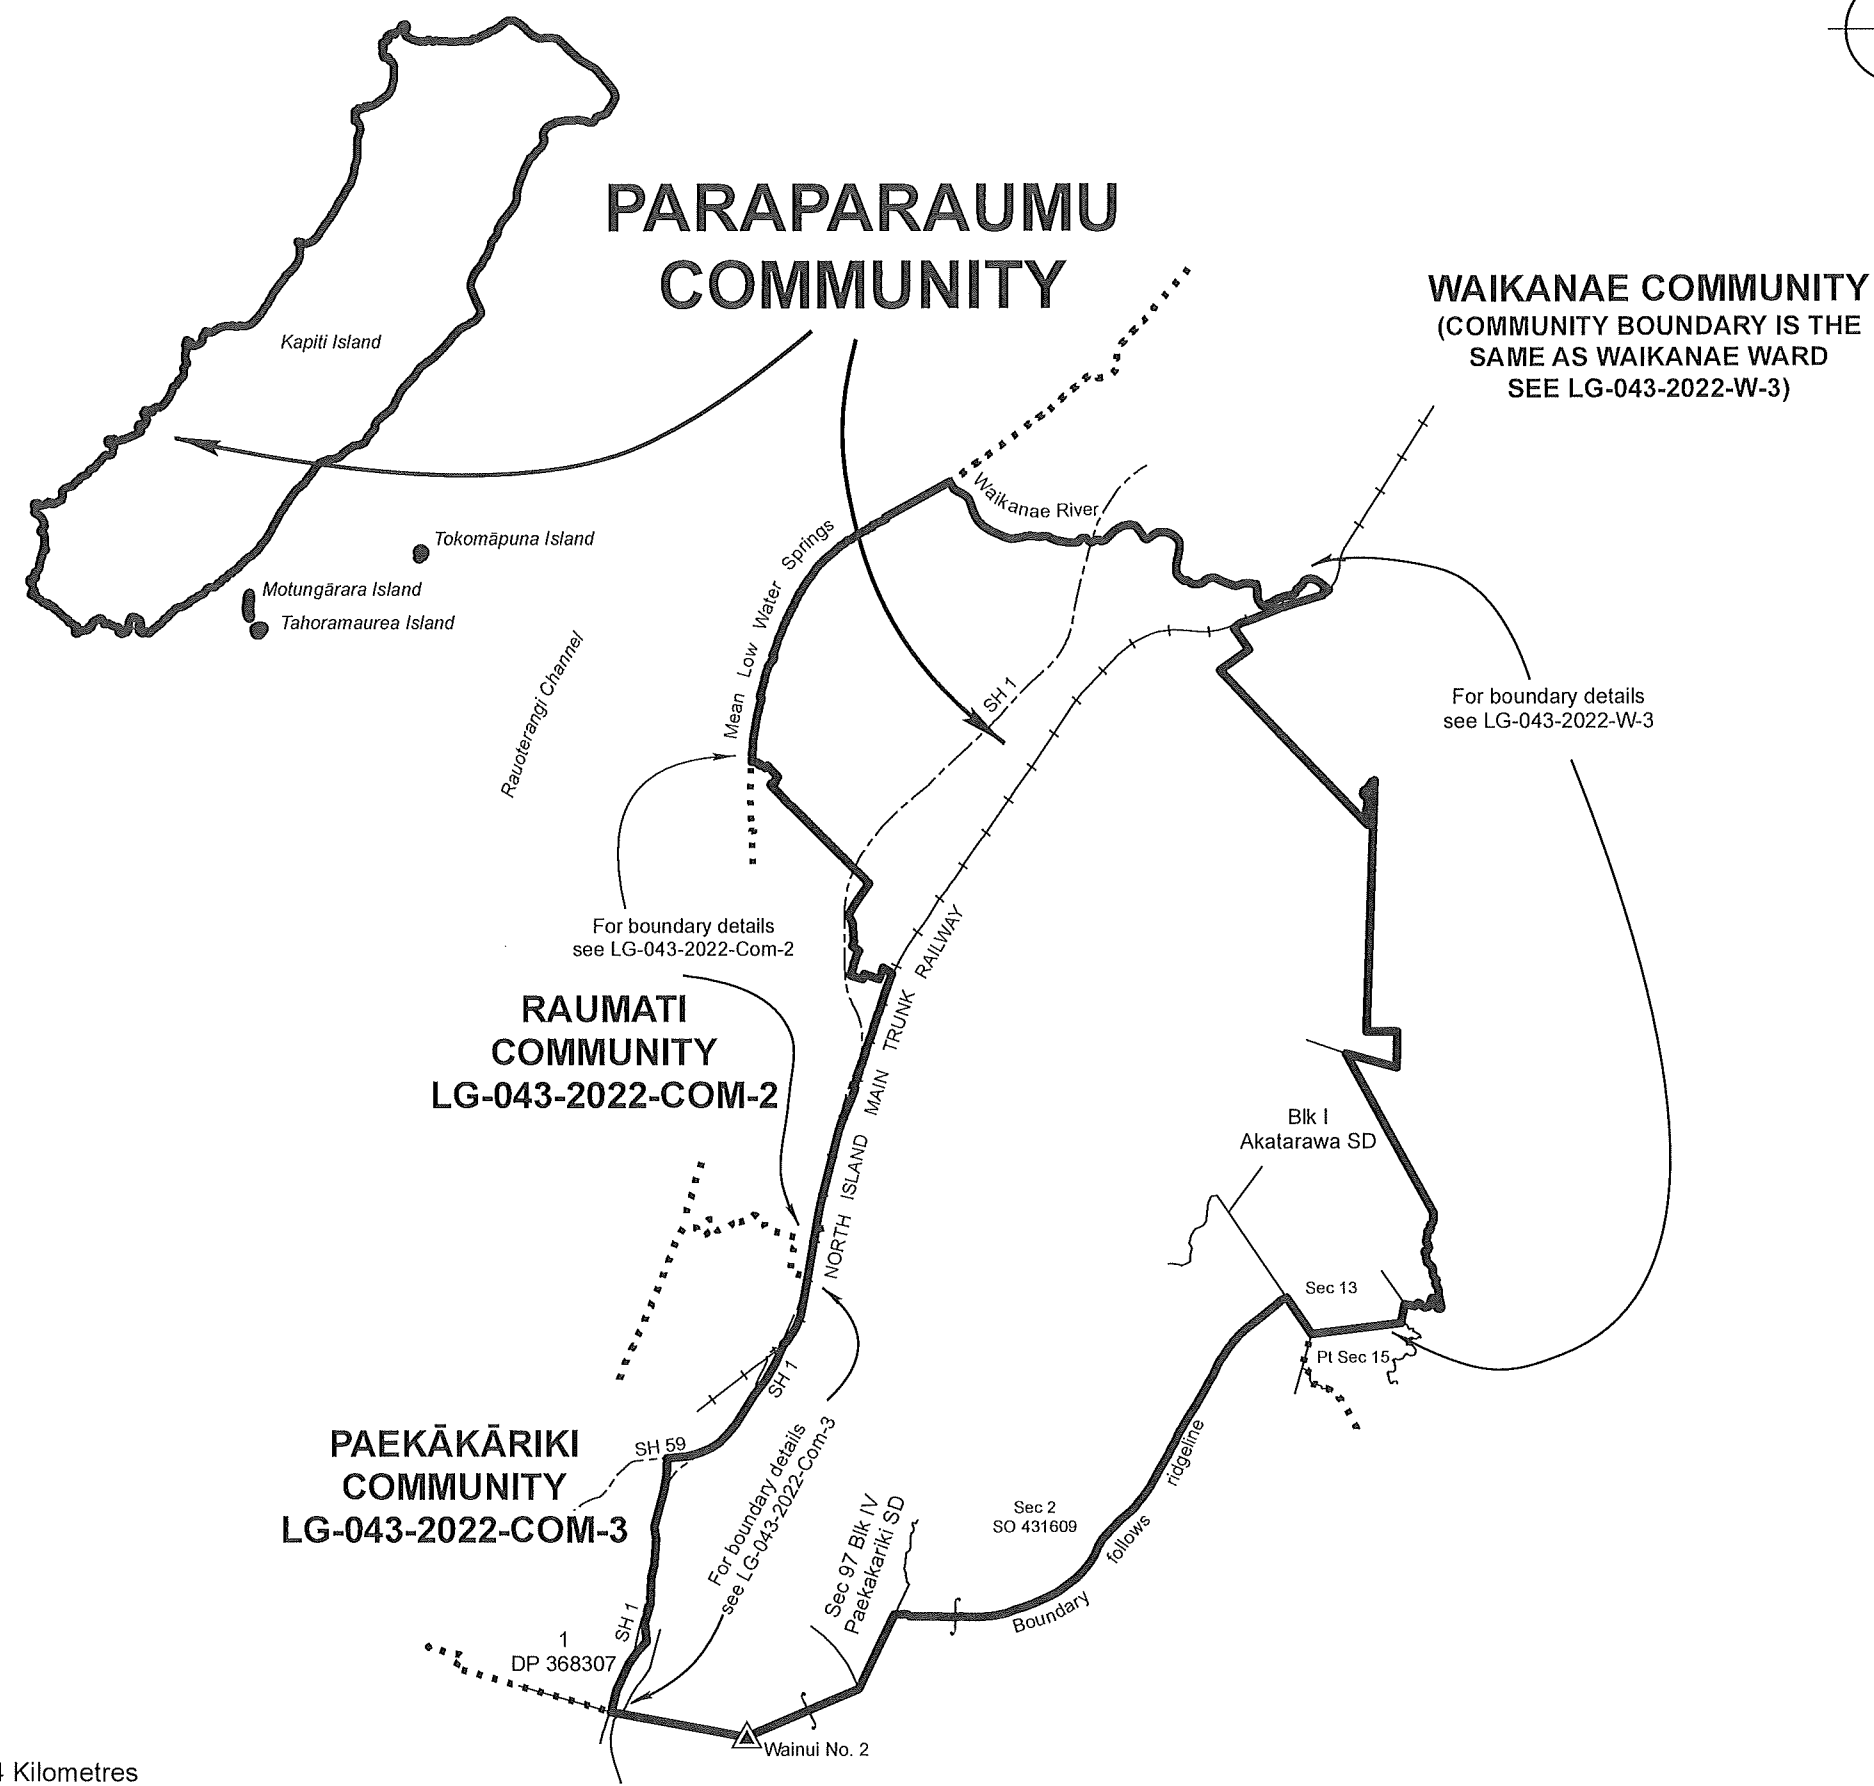 PARAPARAUMU
COMMUNITY
WAIKANAE COMMUNITY
(COMMUNITY BOUNDARY IS THE
SAME AS WAIKANAE WARD
SEE LG-043-2022-W-3)
Kapiti Island
Waikanae River
Tokomāpuna Island
Motungārara Island
Tahoramaurea Island
Rauoterangi Channel
Mean Low Water Springs
SH 1
For boundary details
see LG-043-2022-W-3
For boundary details
see LG-043-2022-Com-2
NORTH ISLAND MAIN TRUNK RAILWAY
RAUMATI
COMMUNITY
LG-043-2022-COM-2
Blk I
Akatarawa SD
Sec 13
Pt Sec 15
SH 1
SH 59
PAEKĀKĀRIKI
COMMUNITY
LG-043-2022-COM-3
For boundary details
see LG-043-2022-Com-3
Sec 97 Blk IV
Paekakariki SD
Sec 2
SO 431609
Boundary follows ridgeline
SH 1
1
DP 368307
Wainui No. 2
Kilometres